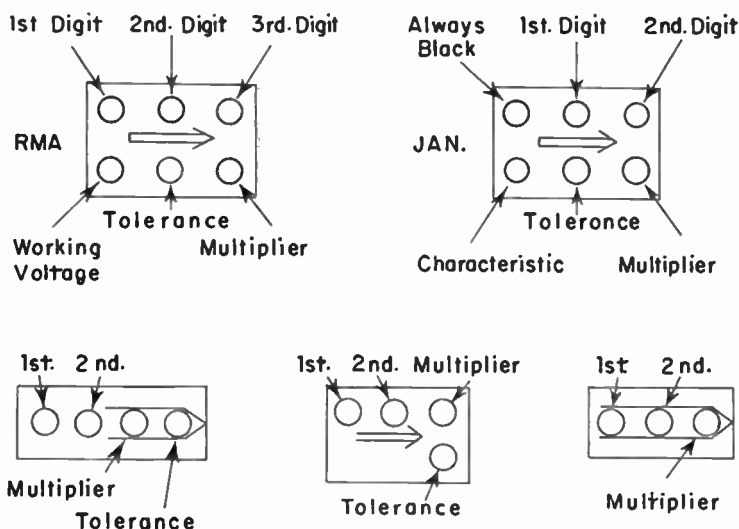 1st Digit 2nd. Digit 3rd. Digit
RMA
Tolerance
Working
Voltage
Multiplier
Always
Black
1st. Digit 2nd. Digit
JAN.
Toleronce
Characteristic Multiplier
1st. 2nd.
Multiplier
Tolerance
1st. 2nd. Multiplier
Tolerance
1st 2nd.
Multiplier